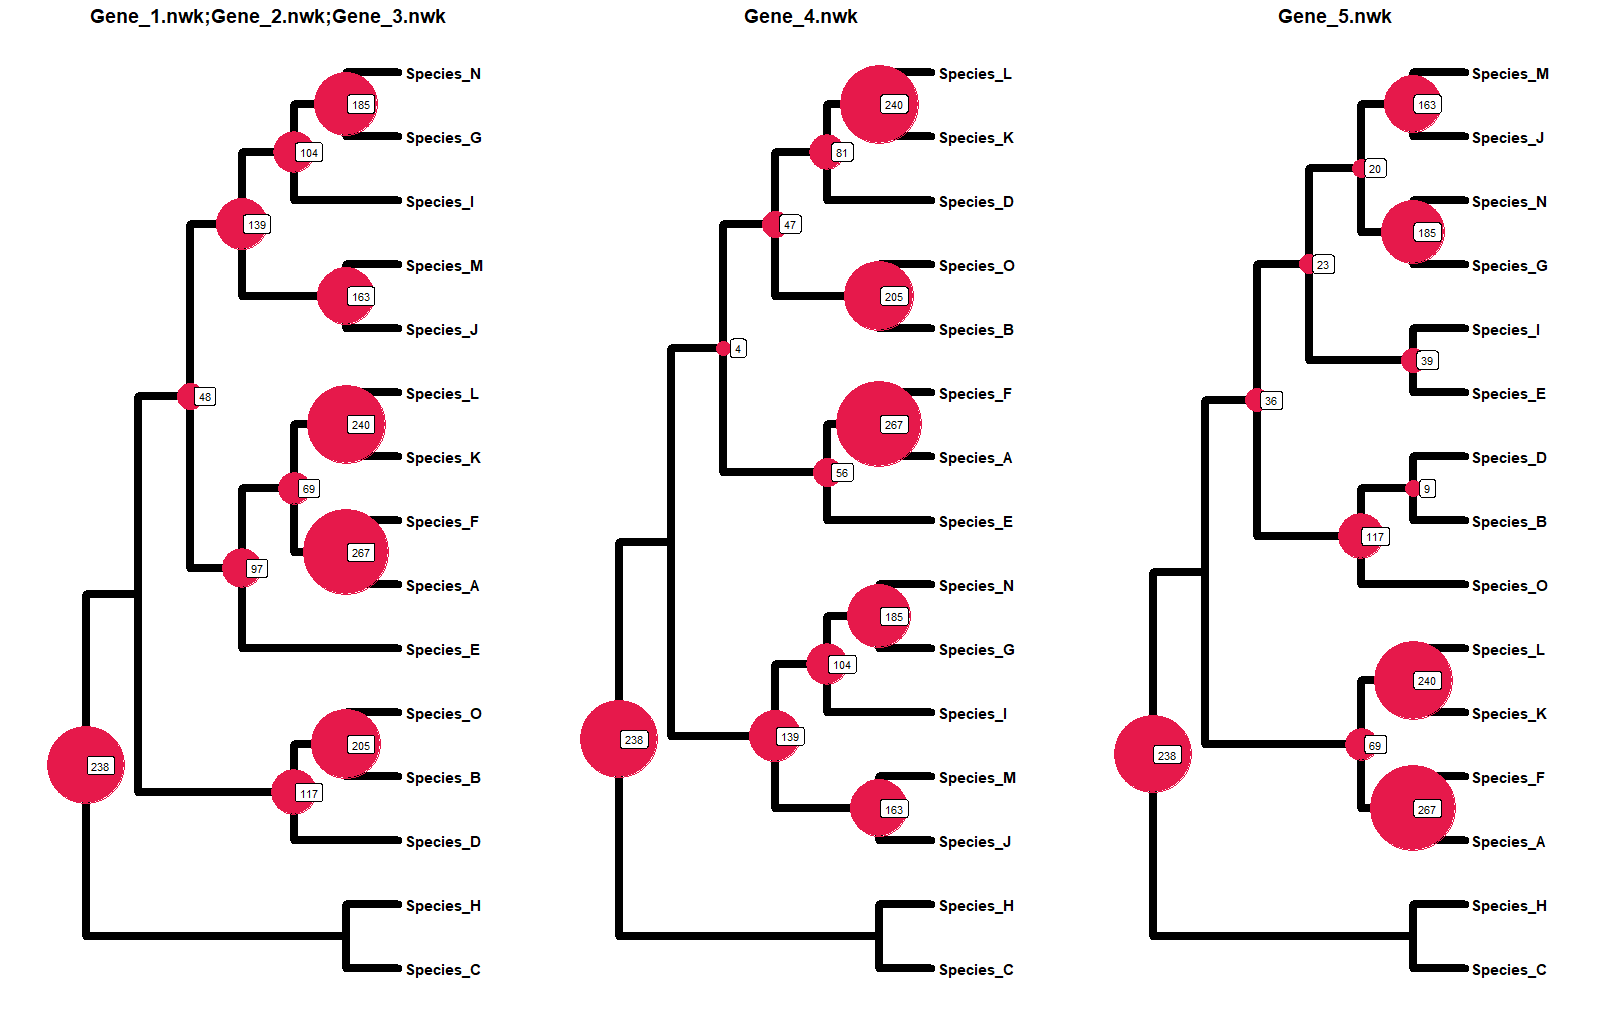 Gene_1.nwk;Gene_2.nwk;Gene_3.nwk
Species_N
185
Species_G
104
Species_I
139
Species_M
163
Species_J
48
Species_L
240
Species_K
69
Species_F
267
Species_A
97
Species_E
238
Species_O
205
Species_B
117
Species_D
Species_H
Species_C
Gene_4.nwk
Species_L
240
Species_K
81
Species_D
47
Species_O
205
Species_B
4
Species_F
267
Species_A
56
Species_E
Species_N
185
Species_G
104
Species_I
238
139
Species_M
163
Species_J
Species_H
Species_C
Gene_5.nwk
Species_M
163
Species_J
20
Species_N
185
Species_G
23
Species_I
39
Species_E
36
Species_D
9
Species_B
117
Species_O
Species_L
240
Species_K
238
69
Species_F
267
Species_A
Species_H
Species_C